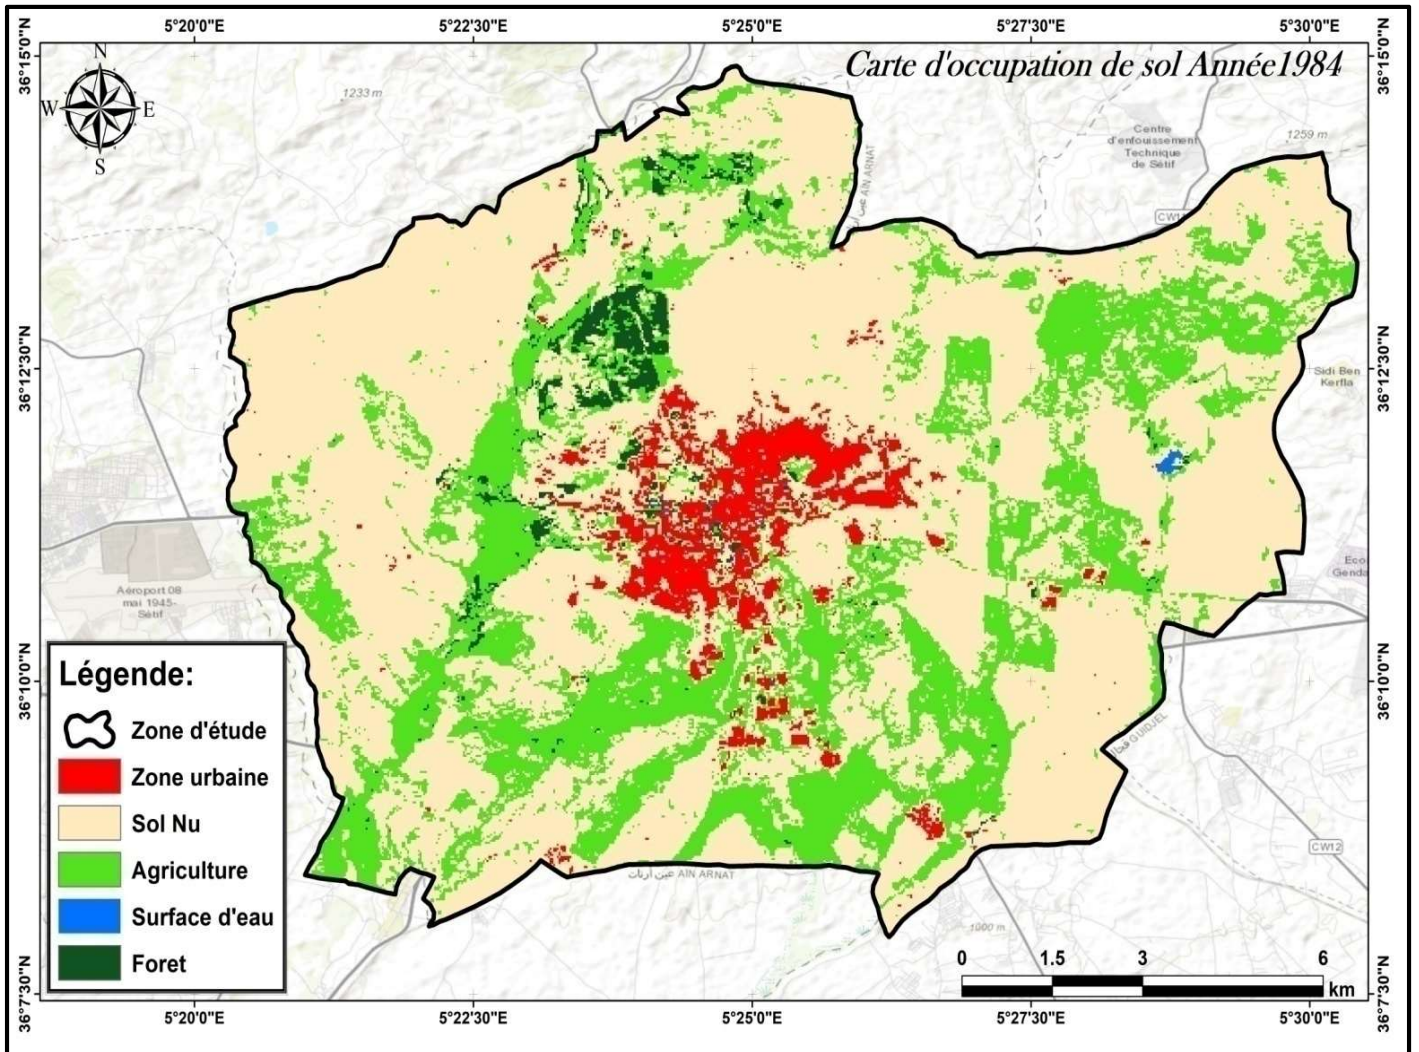 5°20'0"E
5°22'30"E
5°25'0"E
5°27'30"E
5°30'0"E
36°15'0"N
36°15'0"N
Carte d'occupation de sol Année1984
N
W
E
S
1233 m
Centre
d'enfouissement
Technique
de Sétif
1259 m
AIN ARNAT
36°12'30"N
36°12'30"N
Sidi Ben
Kerfla
Aéroport 08
mai 1945-
Sétif
Eco
Genda
36°10'0"N
GUIDJEL
CW12
عين أرنات AÏN ARNAT
1000 m
Légende:
Zone d'étude
Zone urbaine
Sol Nu
Agriculture
Surface d'eau
Foret
0
1.5
3
6
km
36°7'30"N
36°7'30"N
36°10'0"N
5°20'0"E
5°22'30"E
5°25'0"E
5°27'30"E
5°30'0"E